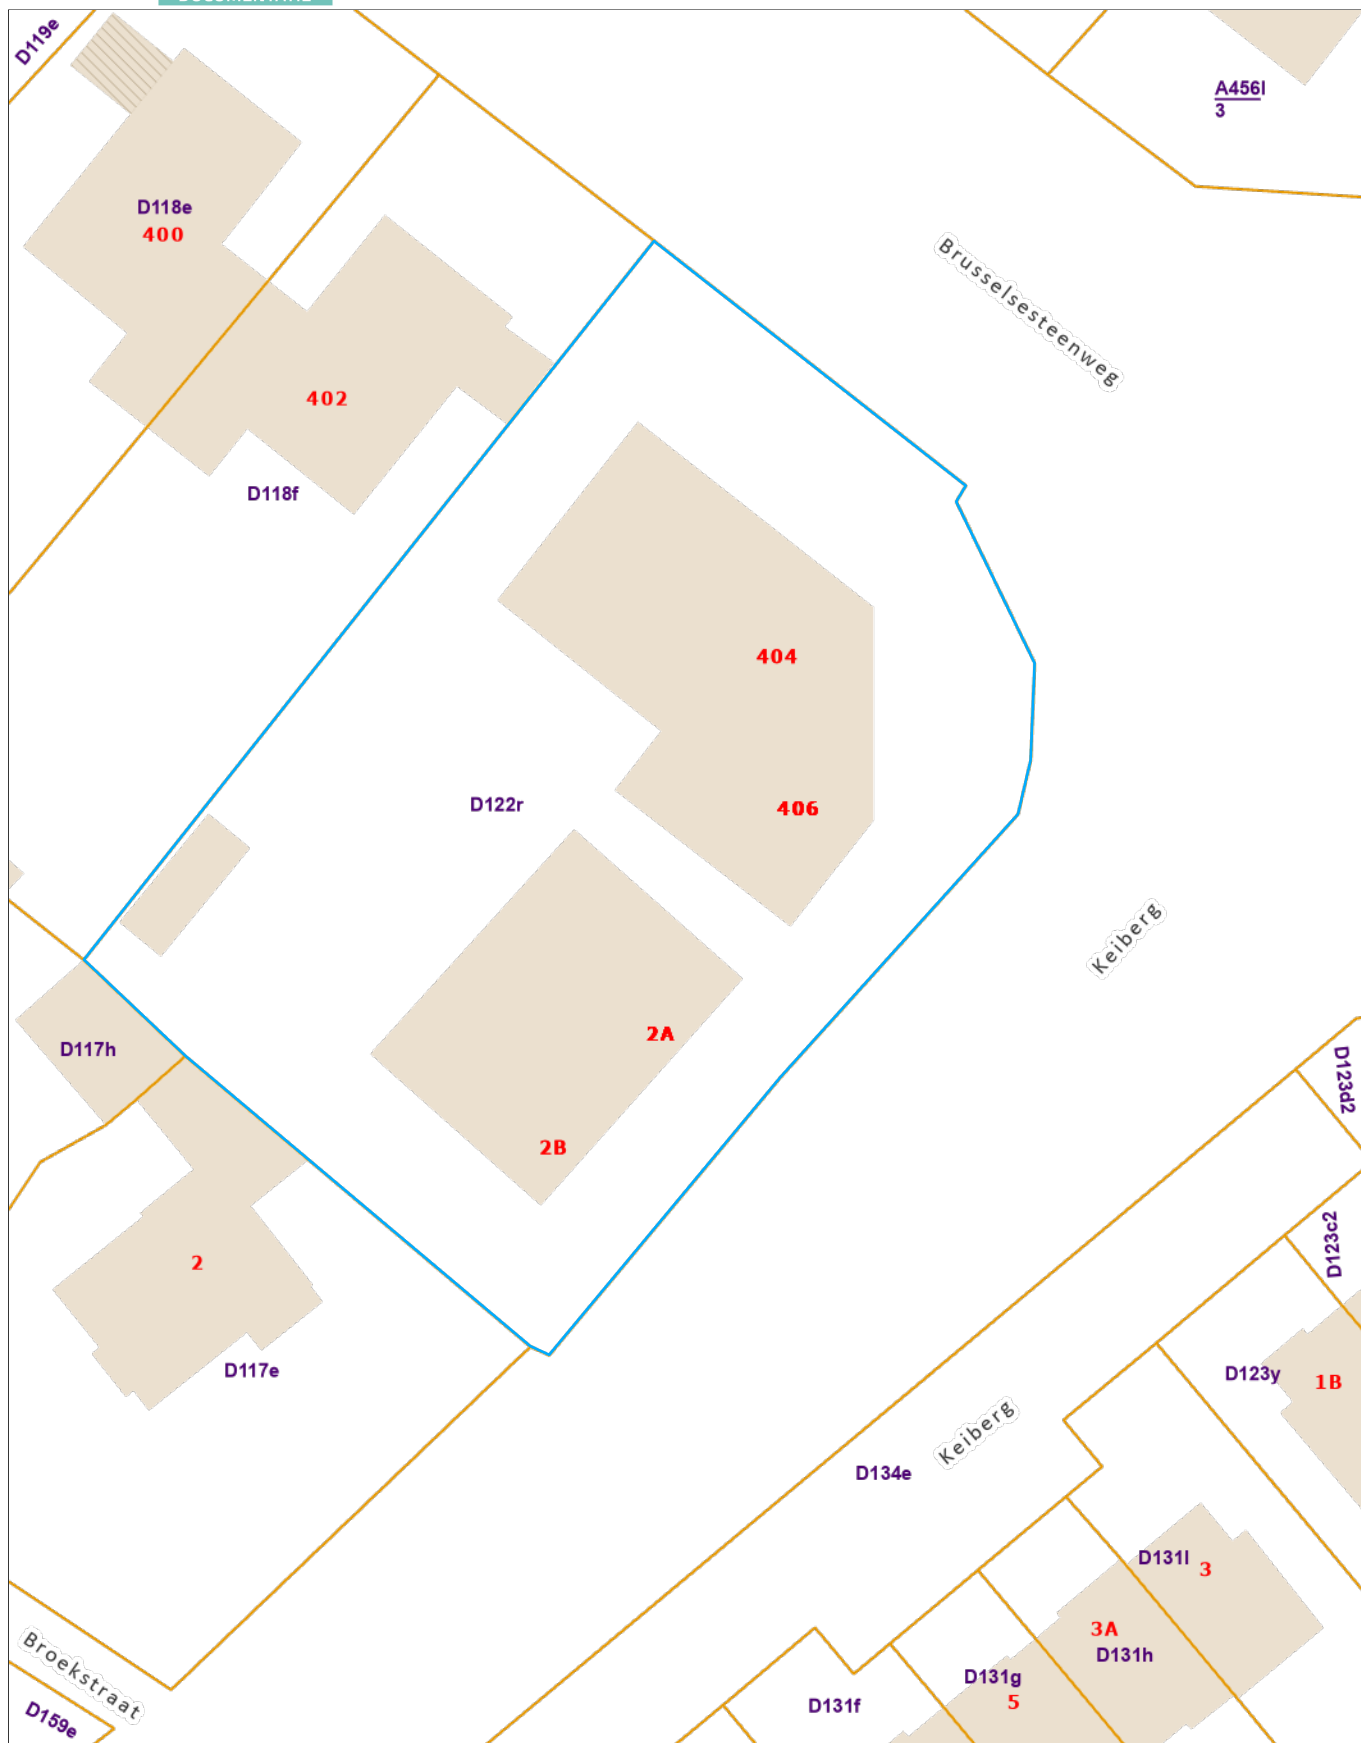 D119e
A456l
3
D118e
400
Brusselsesteenweg
402
D118f
404
D122r
406
Keiberg
2A
D117h
D123d2
2B
D123c2
2
D117e
D123y
1B
Keiberg
D134e
D131l
3
3A
D131h
Broekstraat
D131g
5
D131f
D159e